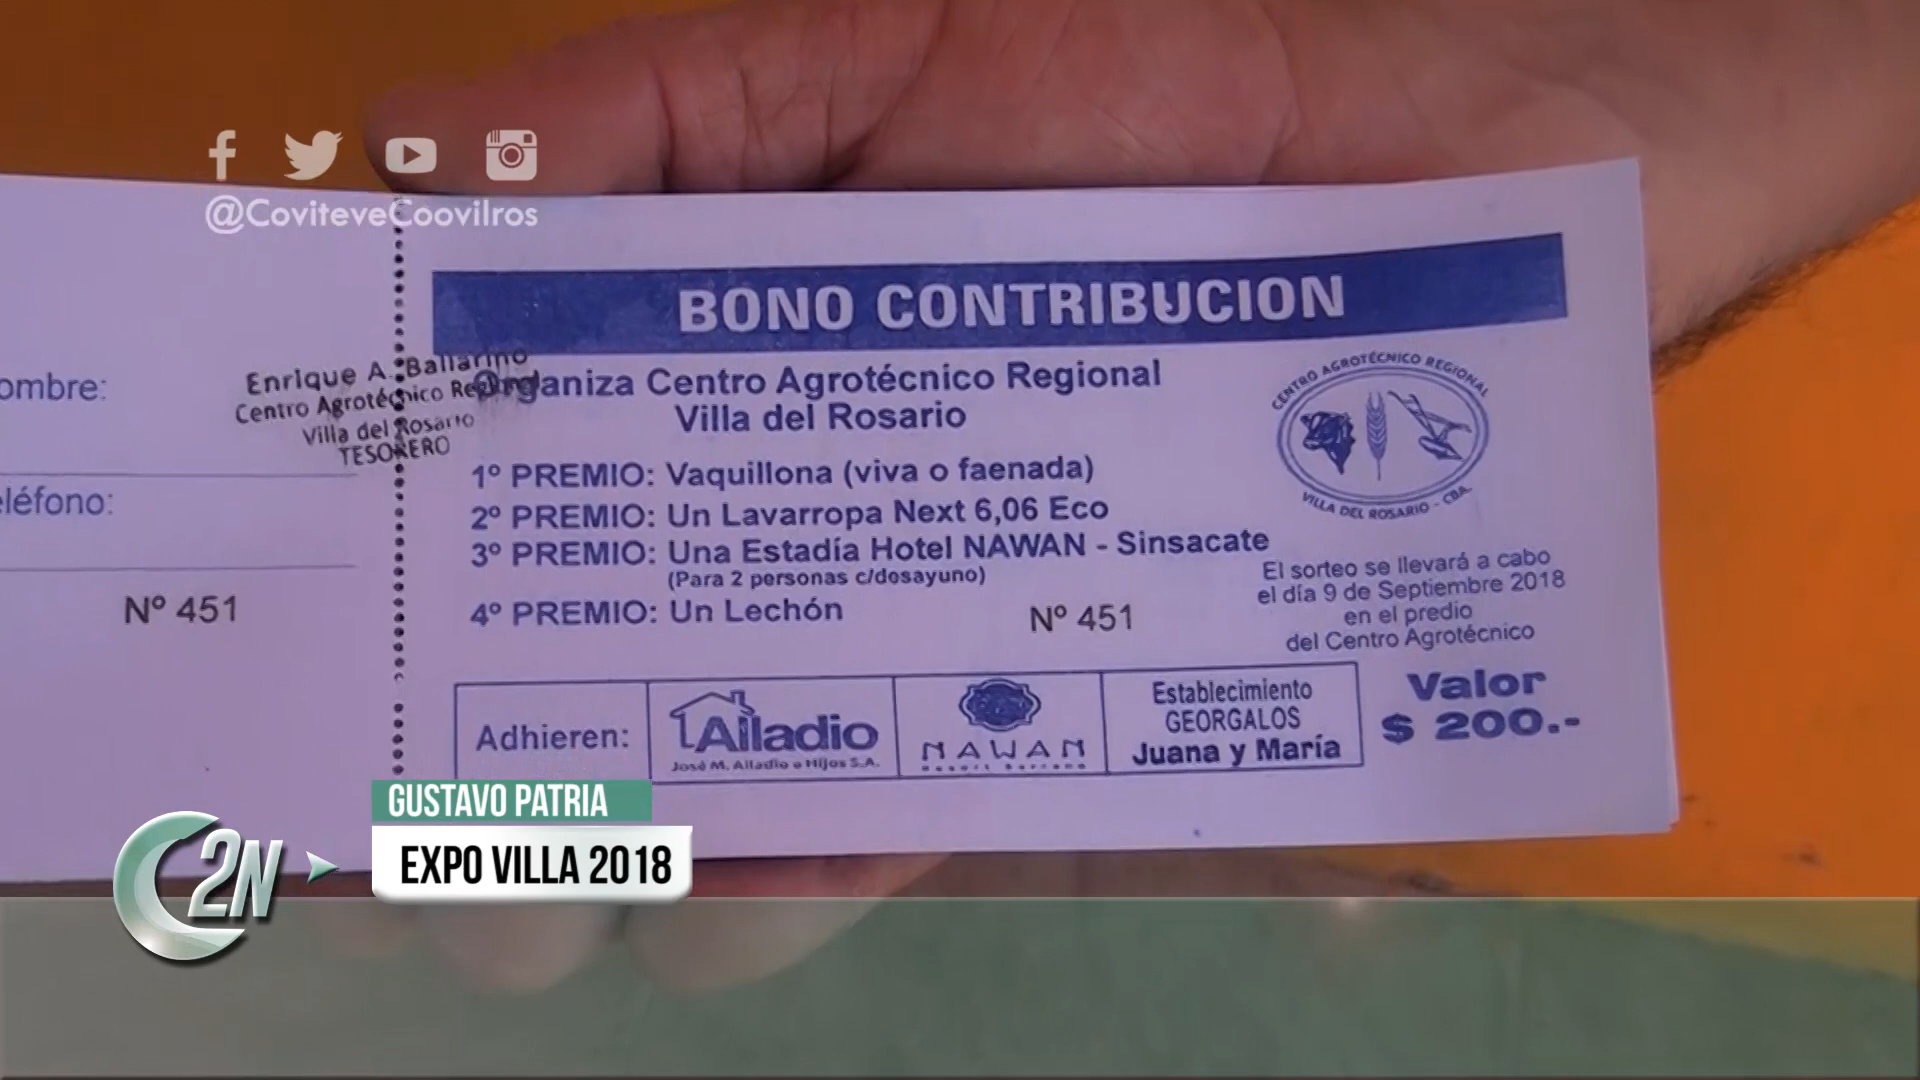 @CoviteveCoovilros
BONO CONTRIBUCION
Organiza Centro Agrotécnico Regional
Villa del Rosario
CENTRO AGROTÉCNICO REGIONAL
VILLA DEL ROSARIO - CBA.
Enrique A. Ballarino
Centro Agrotécnico Regional
Villa del Rosario
TESORERO
ombre:
eléfono:
Nº 451
1º PREMIO: Vaquillona (viva o faenada)
2º PREMIO: Un Lavarropa Next 6,06 Eco
3º PREMIO: Una Estadía Hotel NAWAN - Sinsacate
(Para 2 personas c/desayuno)
4º PREMIO: Un Lechón
Nº 451
El sorteo se llevará a cabo
el día 9 de Septiembre 2018
en el predio
del Centro Agrotécnico
Adhieren:
Alladio
José M. Alladio e Hijos S.A.
NAWAN
Resort Serrano
Establecimiento
GEORGALOS
Juana y María
Valor
$ 200.-
GUSTAVO PATRIA
C2N
EXPO VILLA 2018